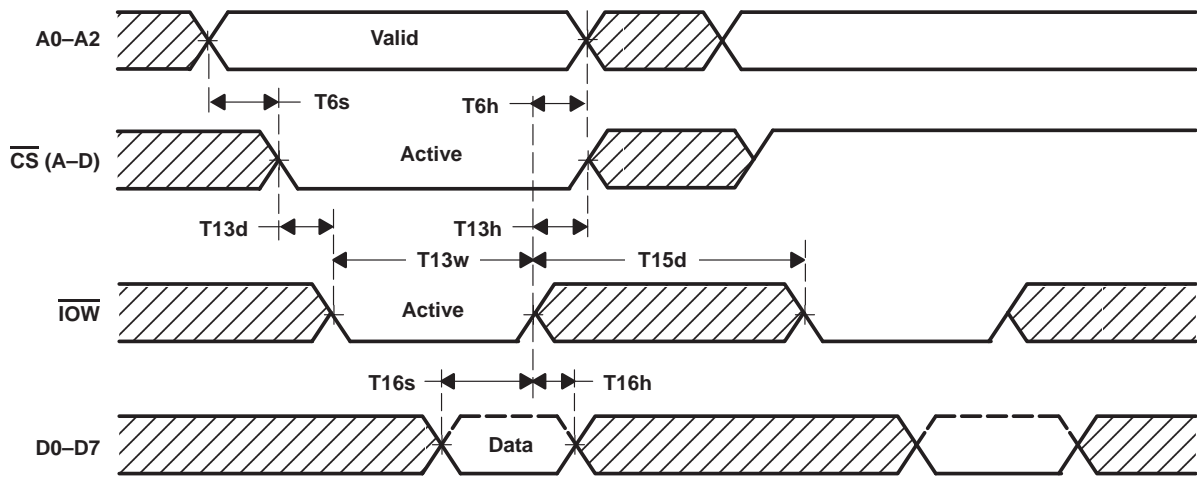 A0–A2
Valid
T6s
T6h
CS (A–D)
Active
T13d
T13h
T13w
T15d
IOW
Active
T16s
T16h
D0–D7
Data